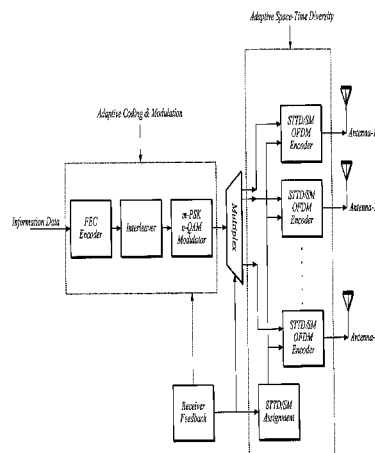 Adaptive Space-Time Diversity
Adaptive Coding & Modulation
Information Data
FEC
Encoder
Interleaver
m-PSK
n-QAM
Modulator
Multiplex
STTD/SM
OFDM
Encoder
Antenna-
STTD/SM
OFDM
Encoder
Antenna-
STTD/SM
OFDM
Encoder
Antenna-
Receiver
Feedback
STTD/SM
Assignment